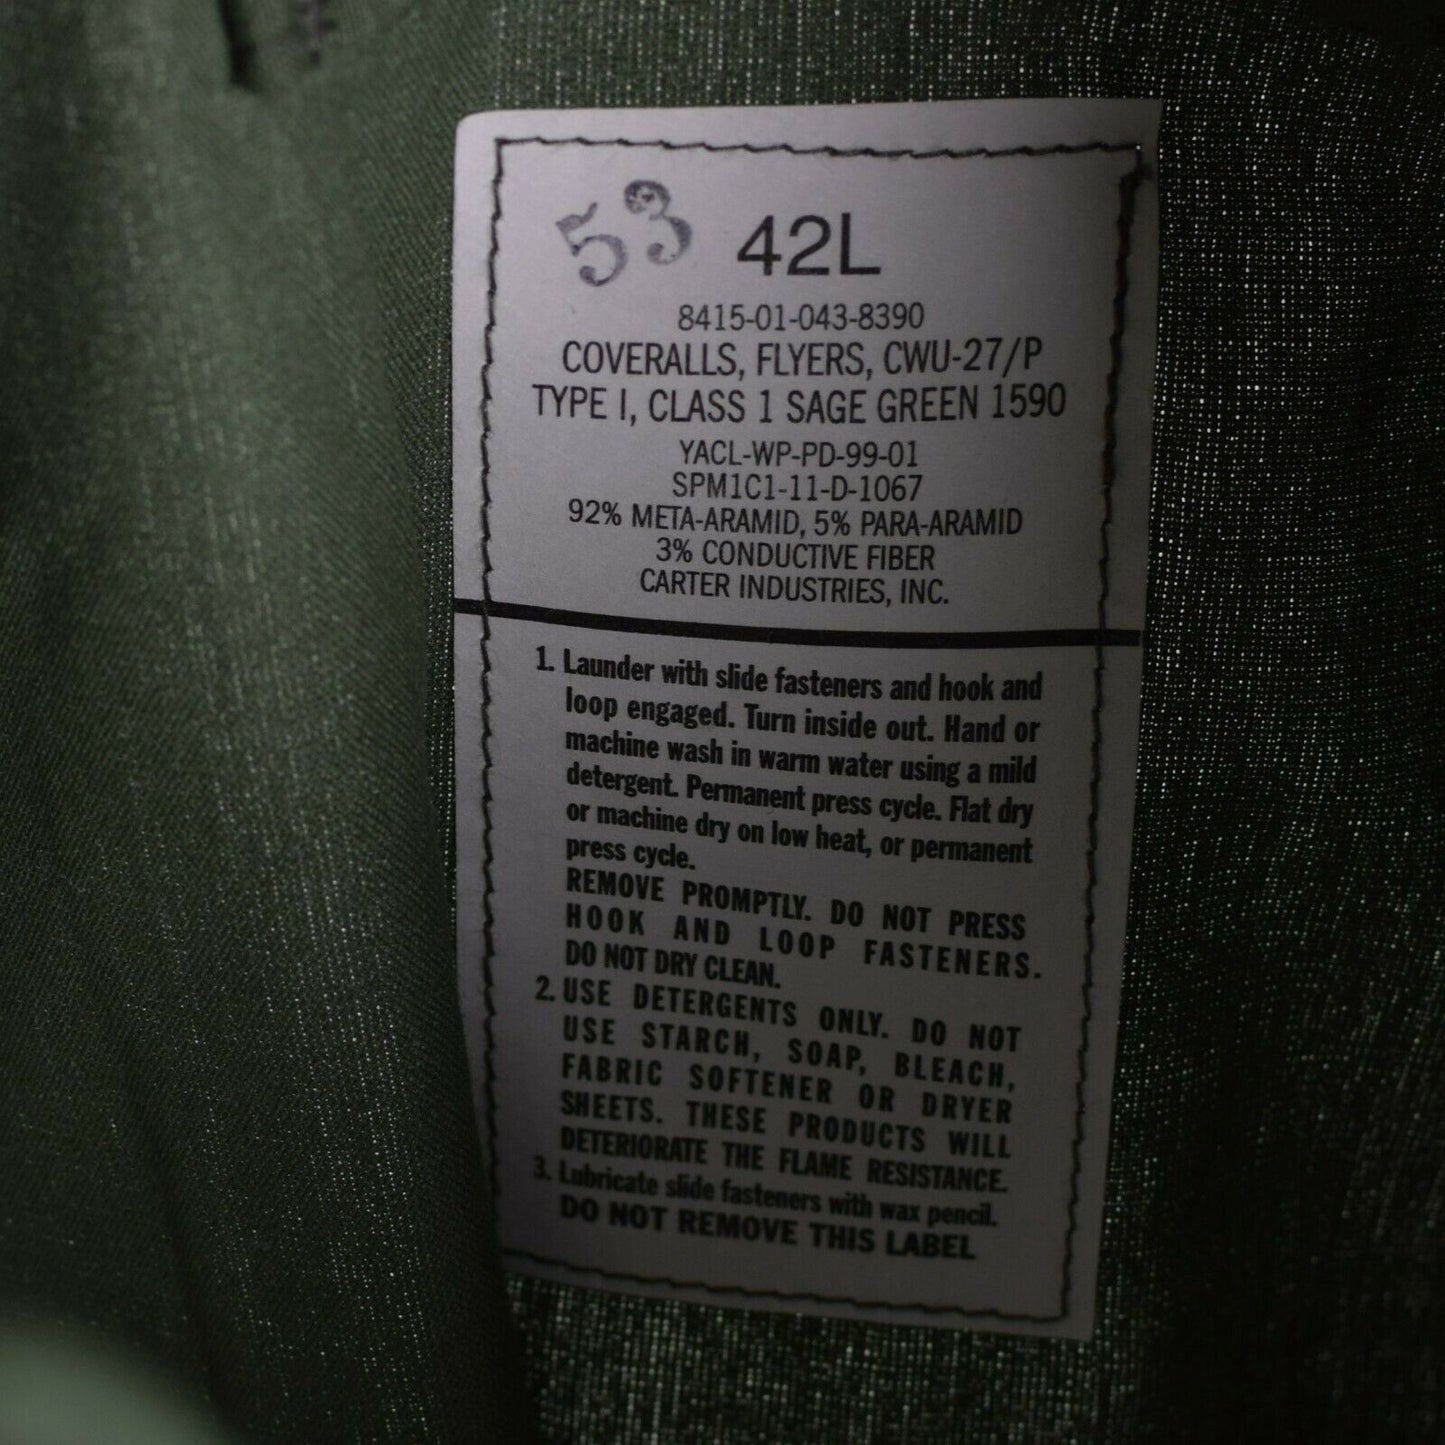 53 42L
8415-01-043-8390
COVERALLS, FLYERS, CWU-27/P
TYPE I, CLASS 1 SAGE GREEN 1590
YACL-WP-PD-99-01
SPM1C1-11-D-1067
92% META-ARAMID, 5% PARA-ARAMID
3% CONDUCTIVE FIBER
CARTER INDUSTRIES, INC.
1. Launder with slide fasteners and hook and
loop engaged. Turn inside out. Hand or
machine wash in warm water using a mild
detergent. Permanent press cycle. Flat dry
or machine dry on low heat, or permanent
press cycle.
REMOVE PROMPTLY. DO NOT PRESS
HOOK AND LOOP FASTENERS.
DO NOT DRY CLEAN.
2. USE DETERGENTS ONLY. DO NOT
USE STARCH, SOAP, BLEACH,
FABRIC SOFTENER OR DRYER
SHEETS. THESE PRODUCTS WILL
DETERIORATE THE FLAME RESISTANCE.
3. Lubricate slide fasteners with wax pencil.
DO NOT REMOVE THIS LABEL